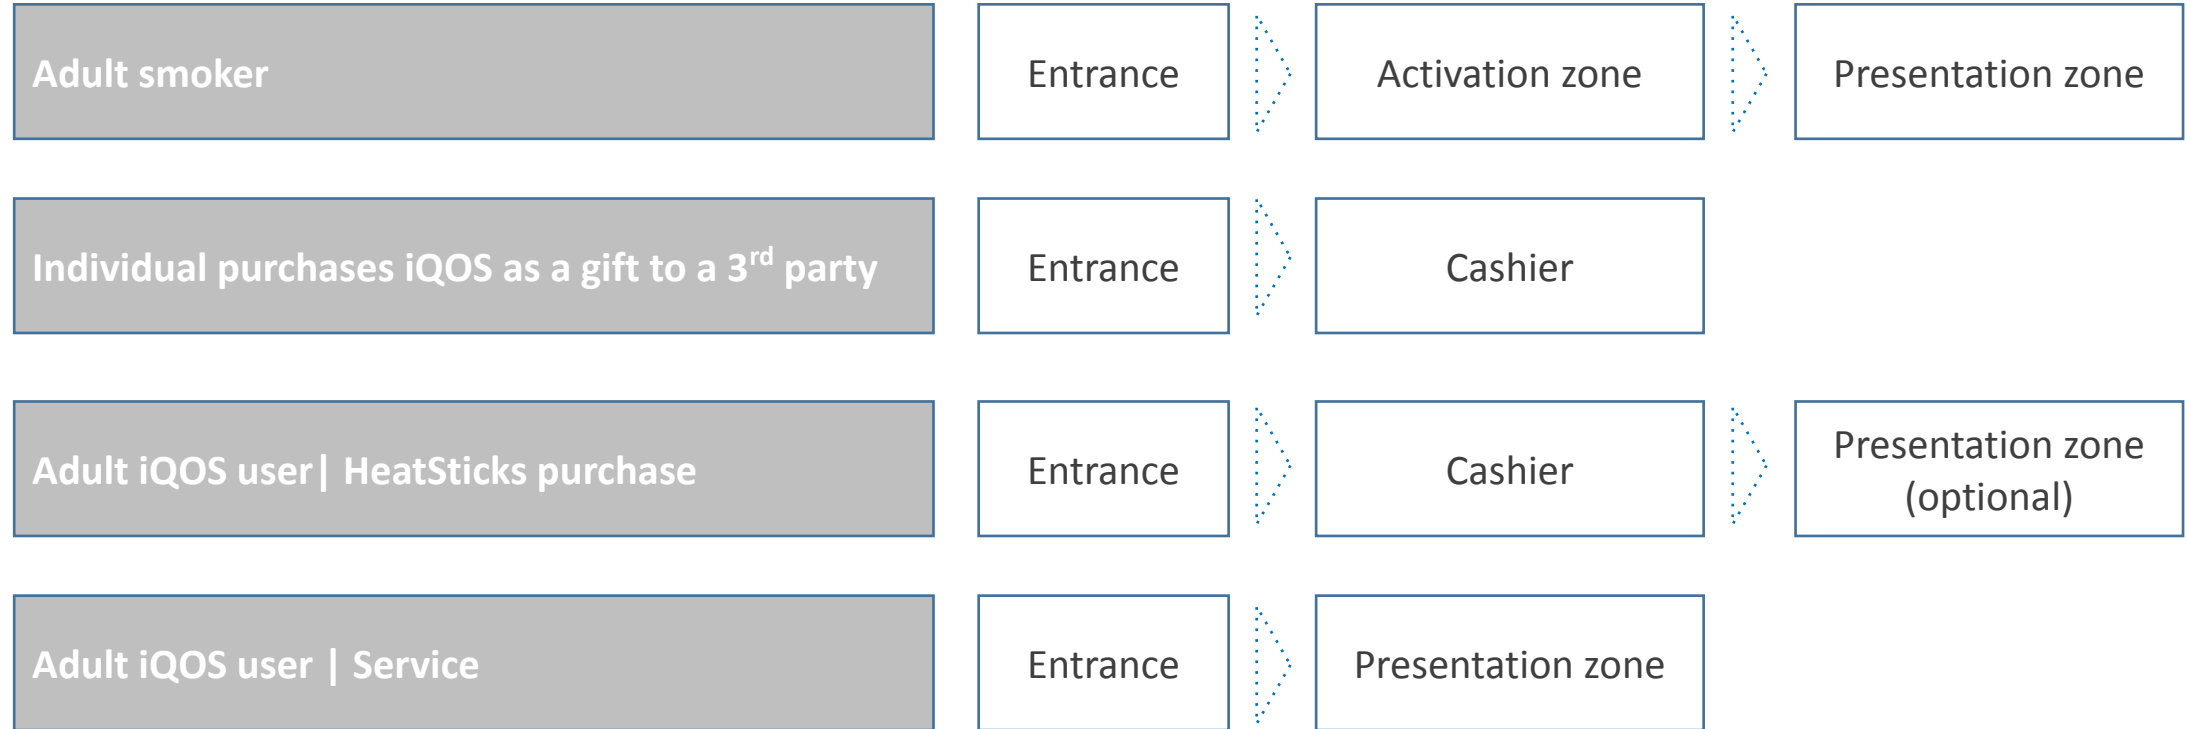 Adult smoker
Entrance
Activation zone
Presentation zone
Individual purchases iQOS as a gift to a 3rd party
Entrance
Cashier
Adult iQOS user| HeatSticks purchase
Entrance
Cashier
Presentation zone
(optional)
Adult iQOS user | Service
Entrance
Presentation zone